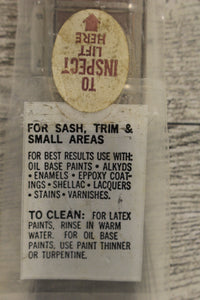 TO
INSPECT
LIFT
HERE
FOR SASH, TRIM &
SMALL AREAS
FOR BEST RESULTS USE WITH:
OIL BASE PAINTS • ALKYDS
• ENAMELS • EPPOXY COAT-
INGS • SHELLAC • LACQUERS
• STAINS • VARNISHES.
TO CLEAN: FOR LATEX
PAINTS, RINSE IN WARM
WATER. FOR OIL BASE
PAINTS, USE PAINT THINNER
OR TURPENTINE.